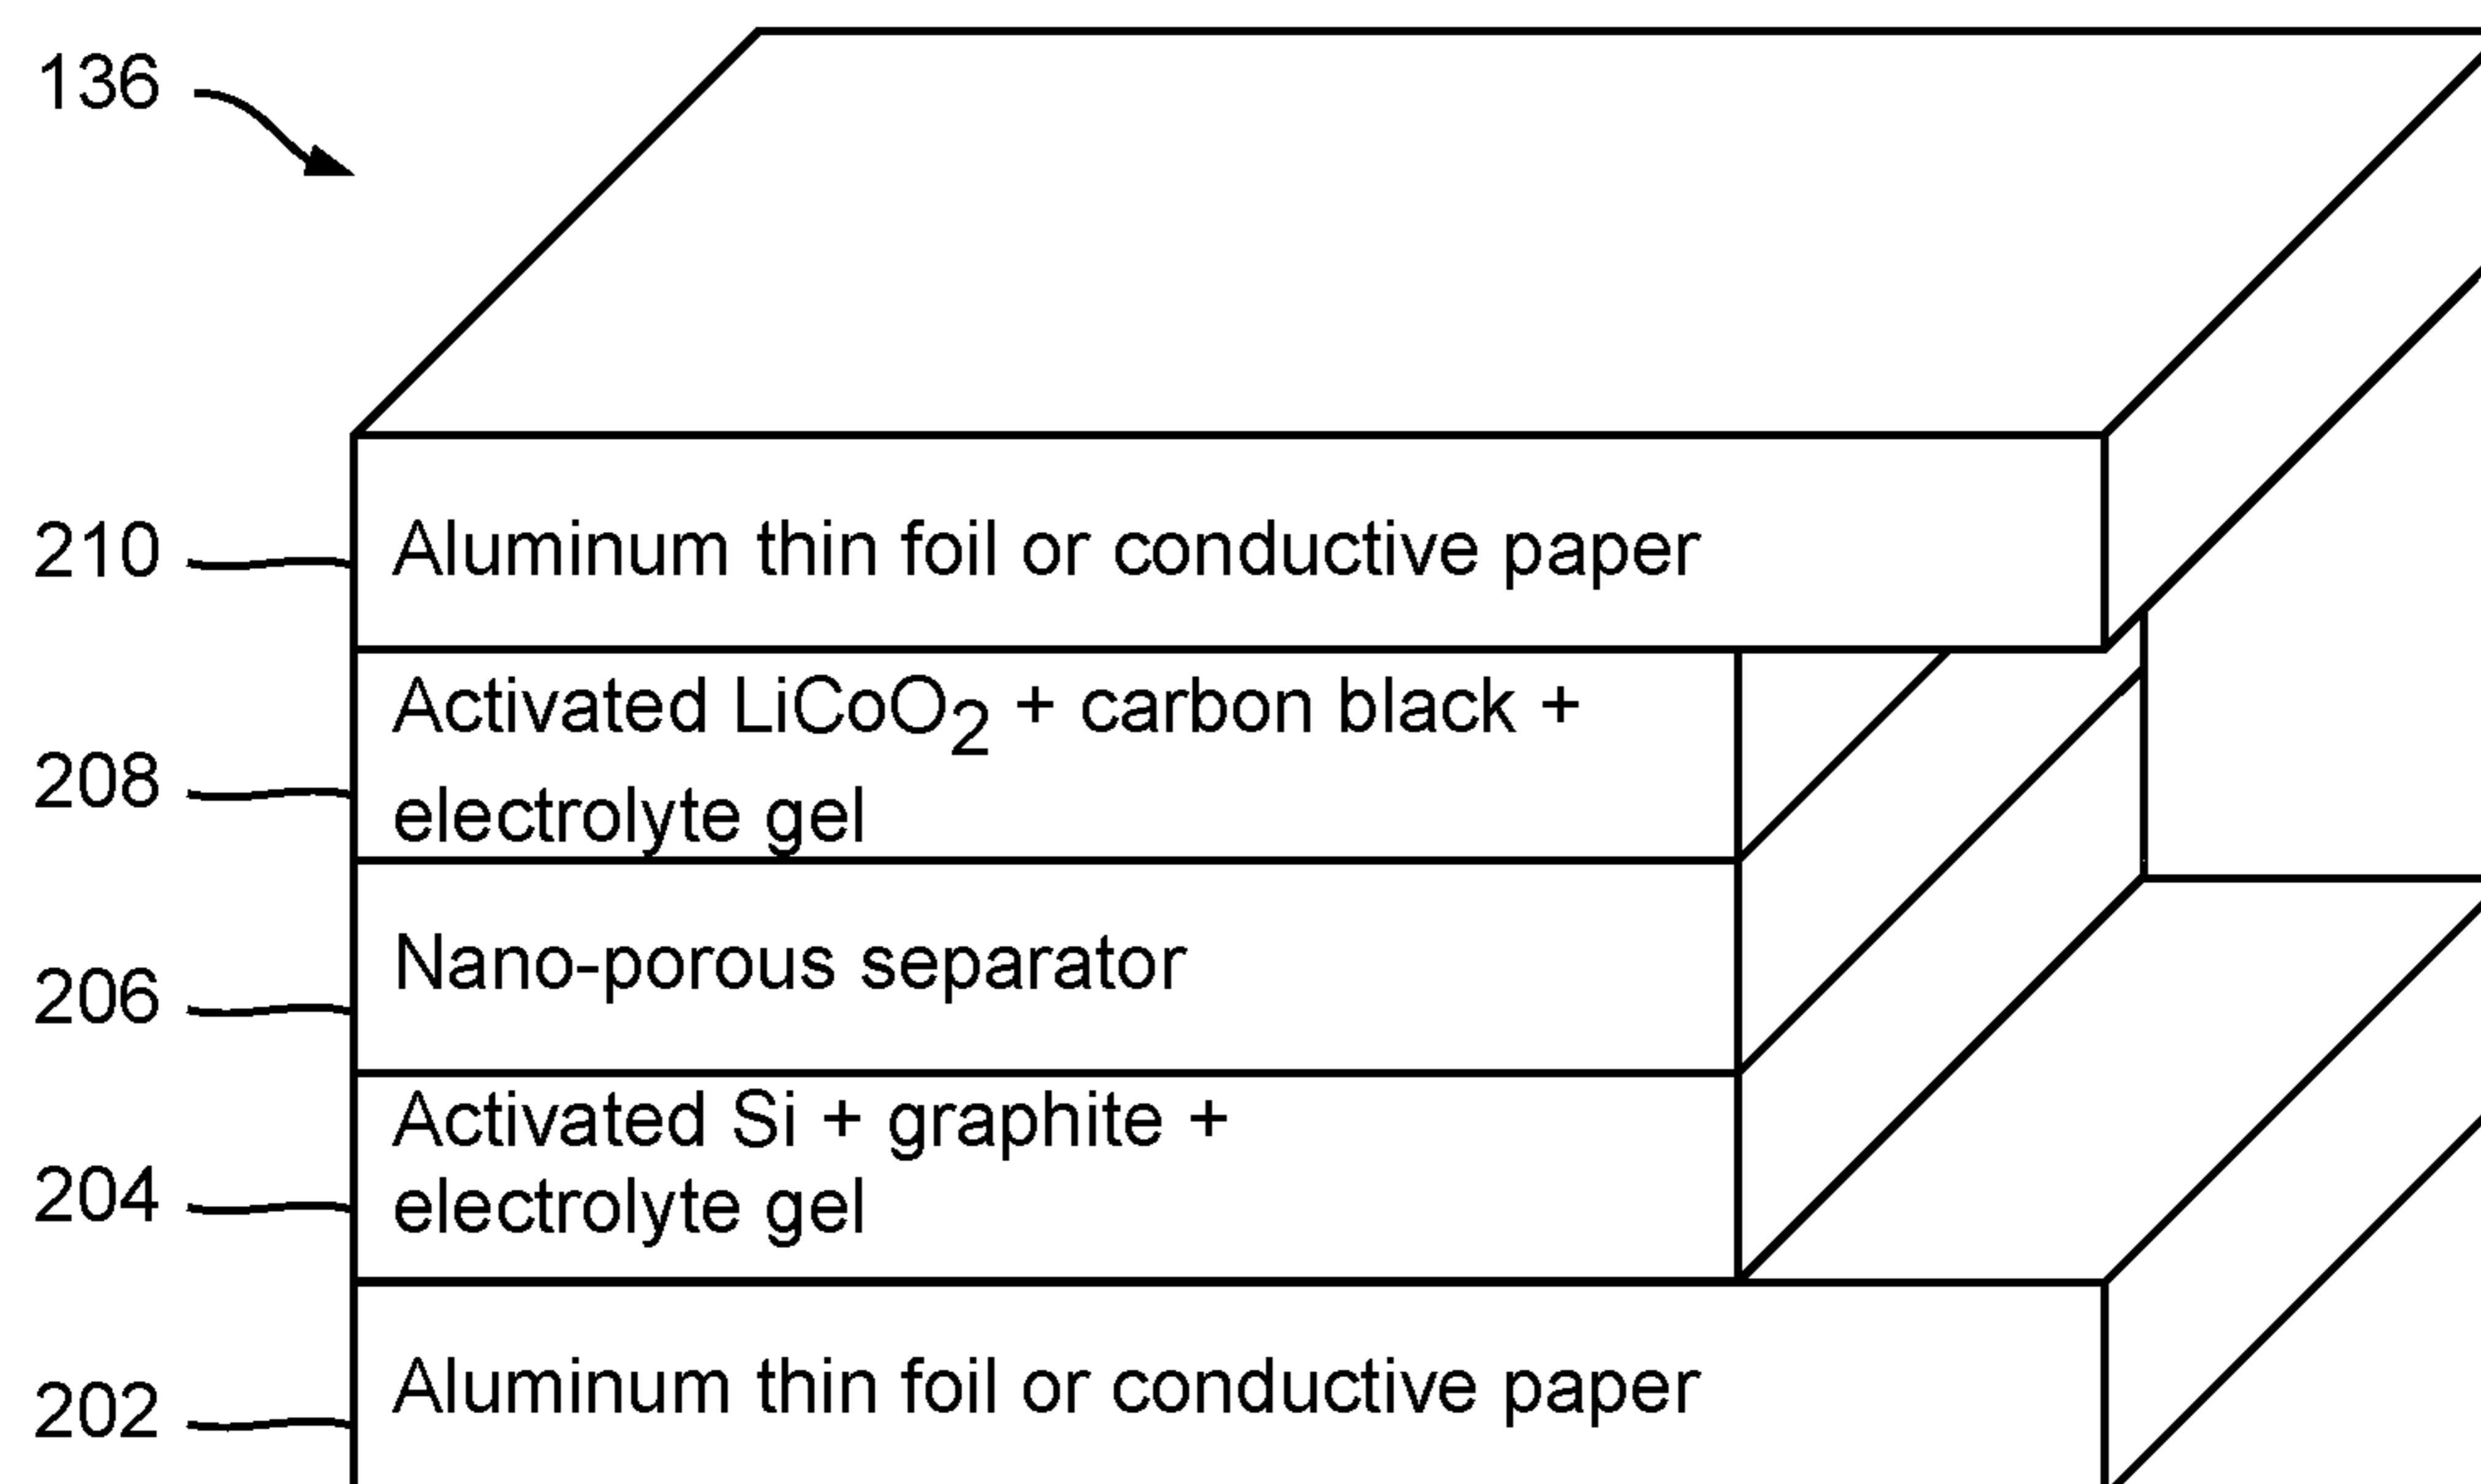 136
210 Aluminum thin foil or conductive paper
Activated LiCoO2 + carbon black +
208 electrolyte gel
206 Nano-porous separator
Activated Si + graphite +
204 electrolyte gel
202 Aluminum thin foil or conductive paper